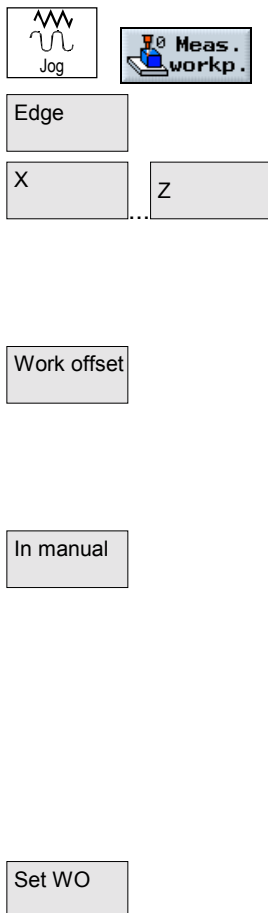 Jog
Meas.
workp.
Edge
X
...
Z
Work offset
In manual
Set WO